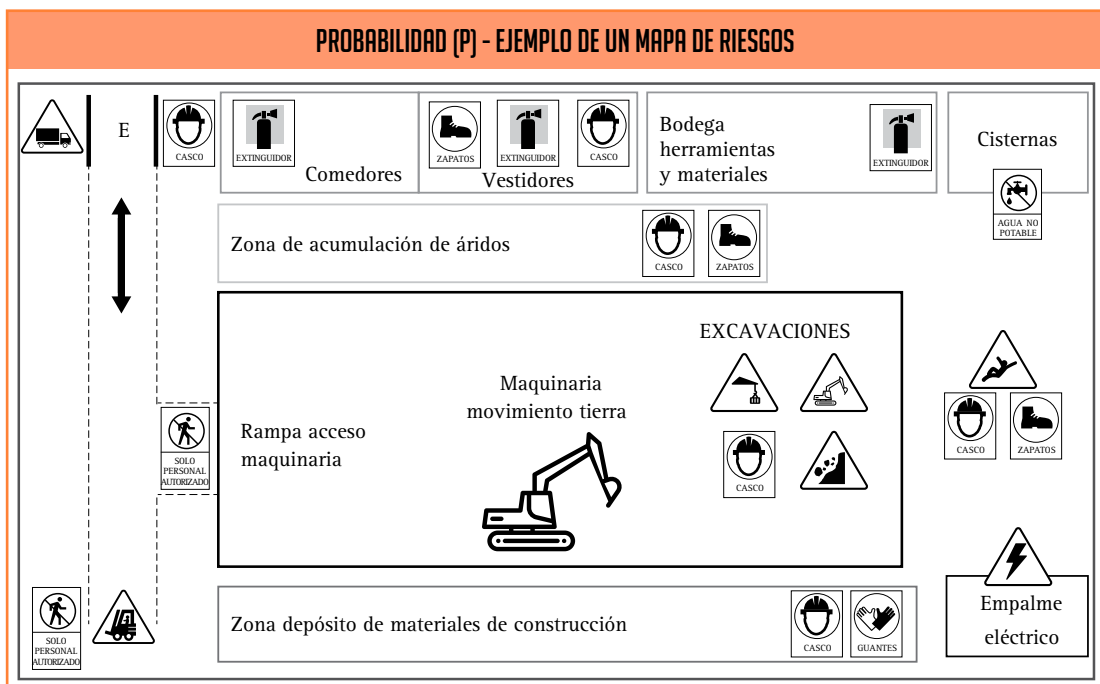 PROBABILIDAD (P) - EJEMPLO DE UN MAPA DE RIESGOS
E
CASCO
EXTINGUIDOR
Comedores
ZAPATOS
EXTINGUIDOR
CASCO
Vestidores
Bodega
herramientas
y materiales
EXTINGUIDOR
Cisternas
AGUA NO
POTABLE
Zona de acumulación de áridos
CASCO
ZAPATOS
EXCAVACIONES
Maquinaria
movimiento tierra
CASCO
CASCO
ZAPATOS
SOLO
PERSONAL
AUTORIZADO
Rampa acceso
maquinaria
SOLO
PERSONAL
AUTORIZADO
Zona depósito de materiales de construcción
CASCO
GUANTES
Empalme
eléctrico